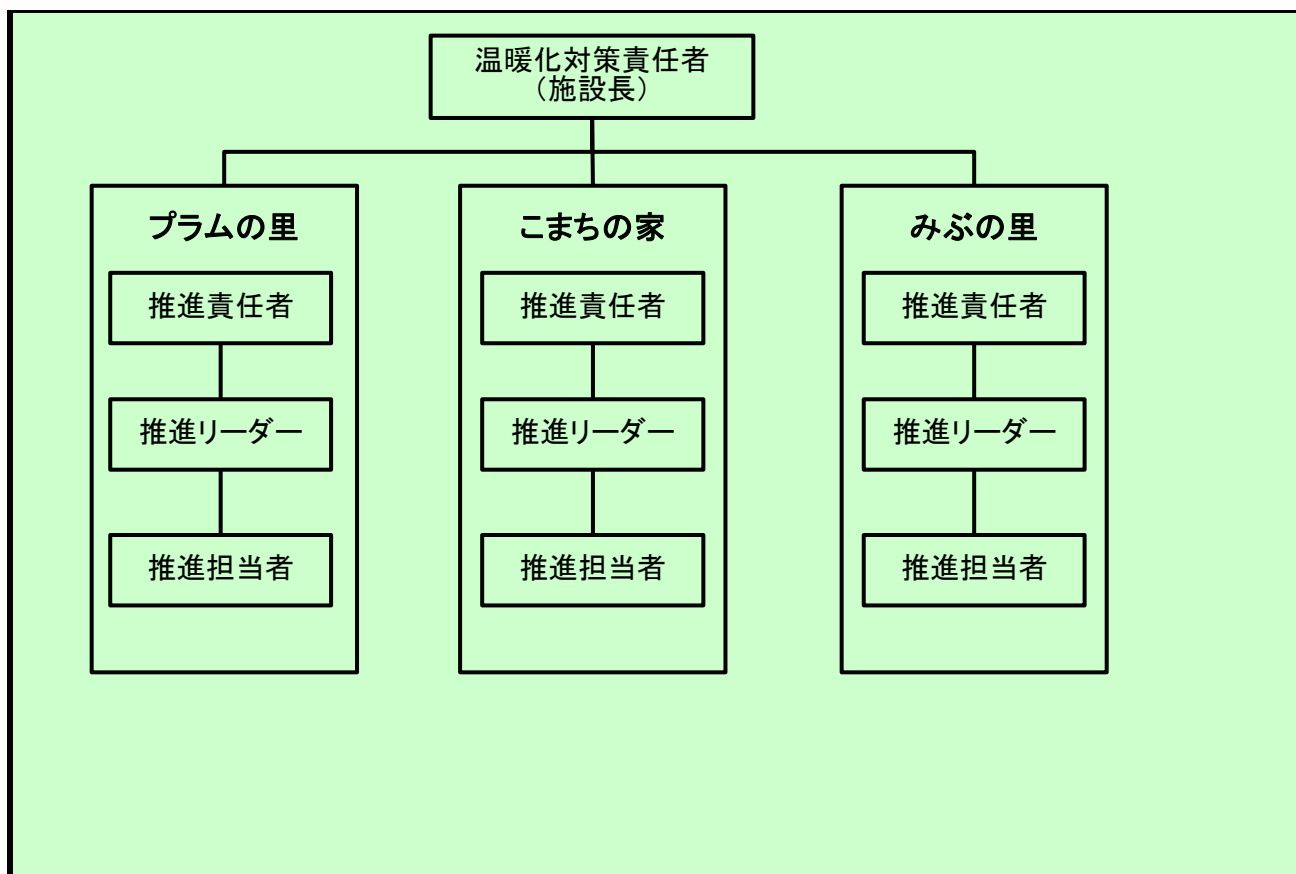 温暖化対策責任者
（施設長）
プラムの里
推進責任者
推進リーダー
推進担当者
こまちの家
推進責任者
推進リーダー
推進担当者
みぶの里
推進責任者
推進リーダー
推進担当者